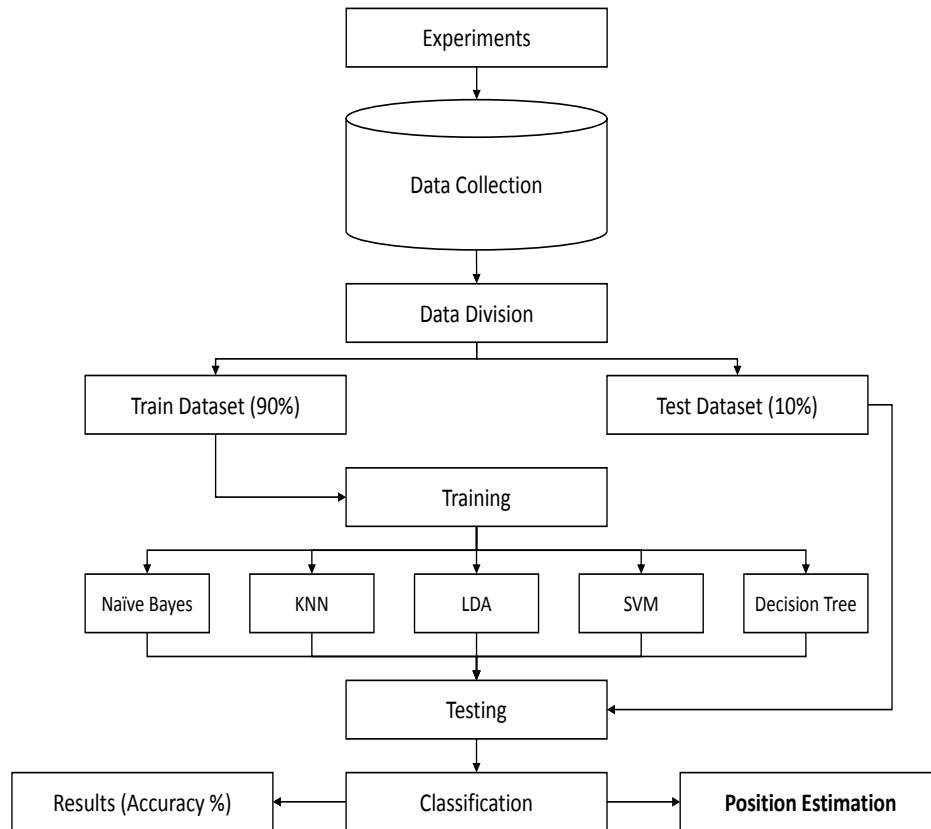 Experiments
Data Collection
Data Division
Train Dataset (90%)
Test Dataset (10%)
Training
Naïve Bayes
KNN
LDA
SVM
Decision Tree
Testing
Results (Accuracy %)
Classification
Position Estimation